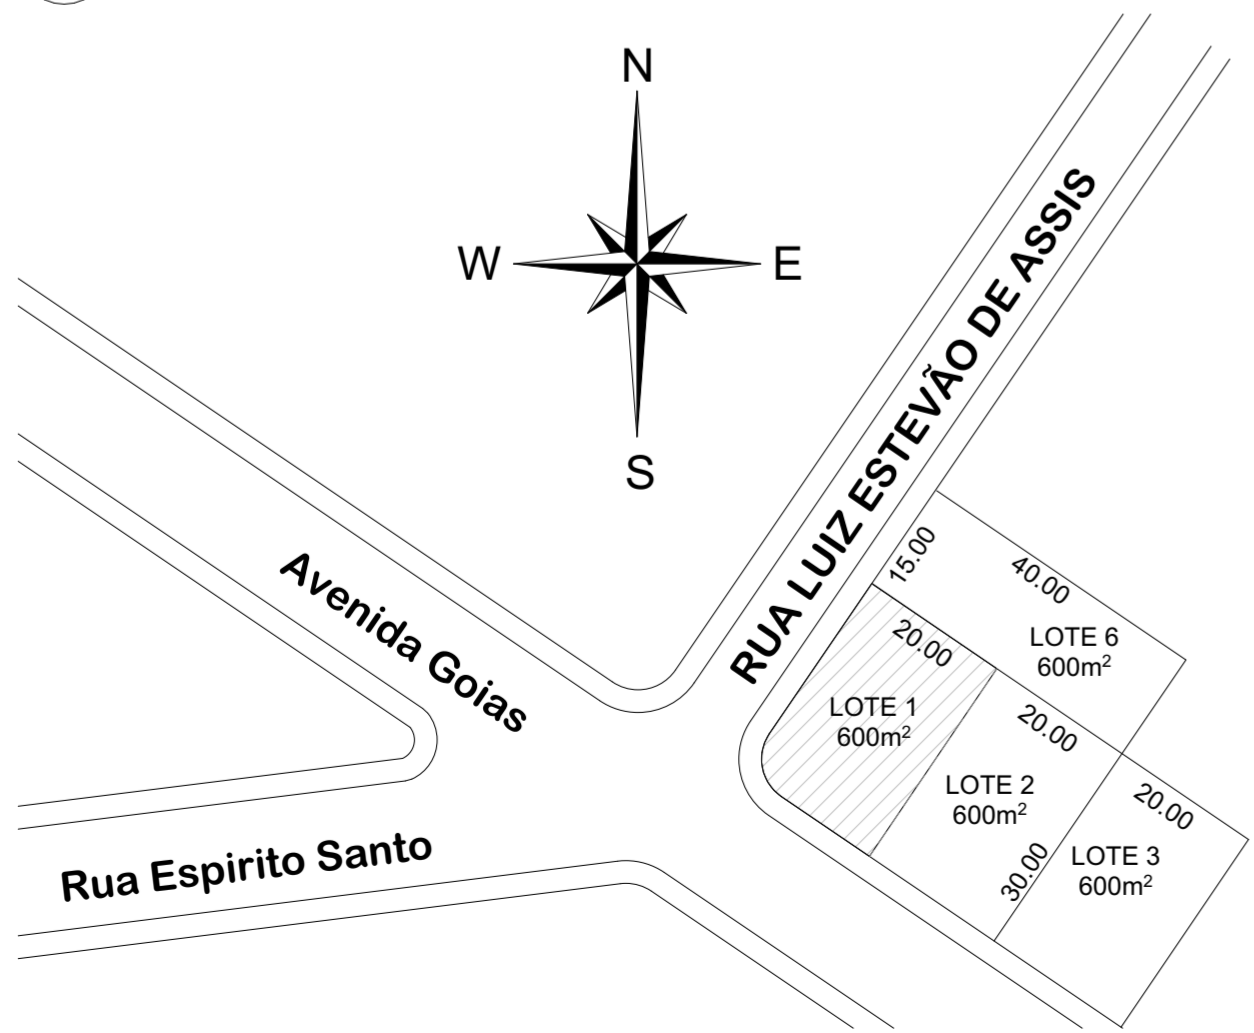 N
W
E
S
RUA LUIZ ESTEVÃO DE ASSIS
Avenida Goias
Rua Espirito Santo
15.00
40.00
LOTE 6
600m²
20.00
LOTE 1
600m²
20.00
LOTE 2
600m²
20.00
30.00
LOTE 3
600m²